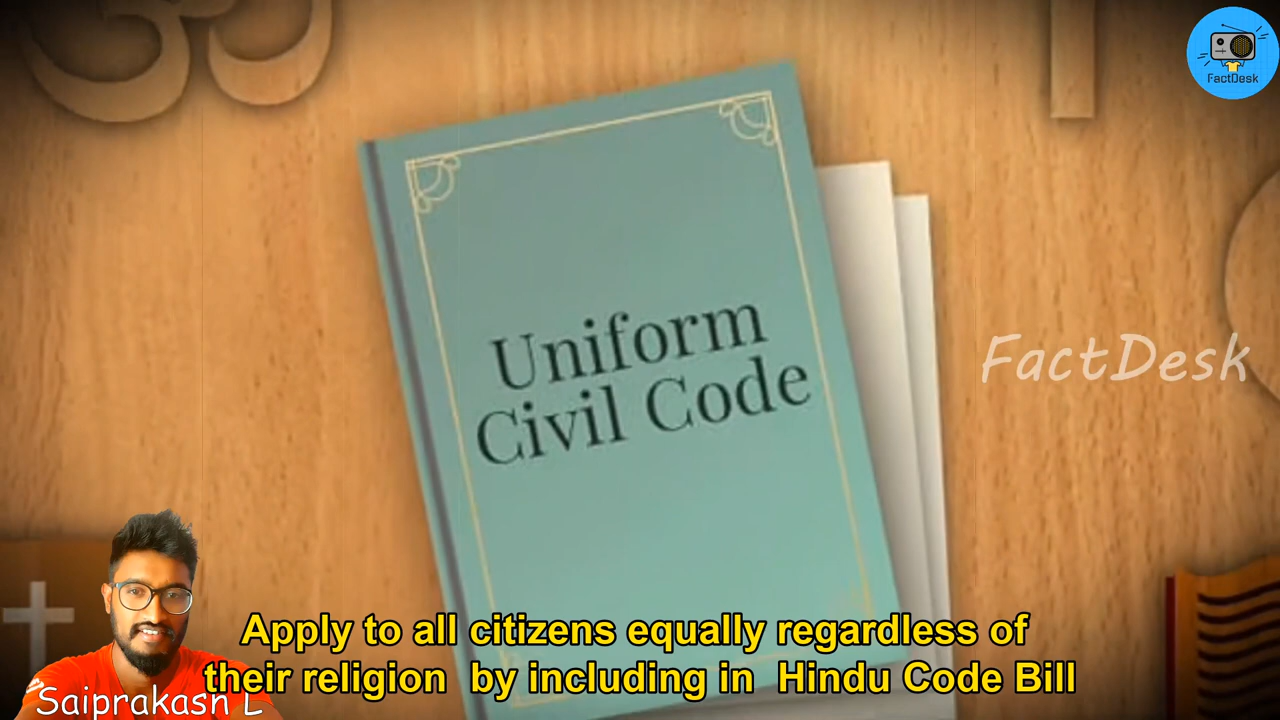 FactDesk
Uniform
Civil Code
FactDesk
Apply to all citizens equally regardless of
their religion by including in Hindu Code Bill
Saiprakash L